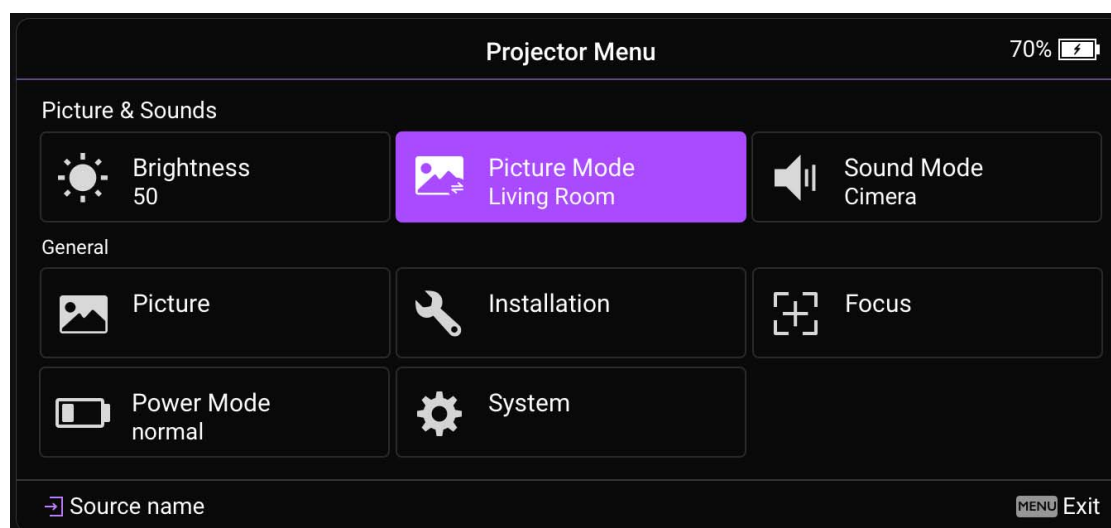 Projector Menu
70%
Picture & Sounds
Brightness
50
Picture Mode
Living Room
Sound Mode
Cimera
General
Picture
Installation
Focus
Power Mode
normal
System
Source name
MENU Exit